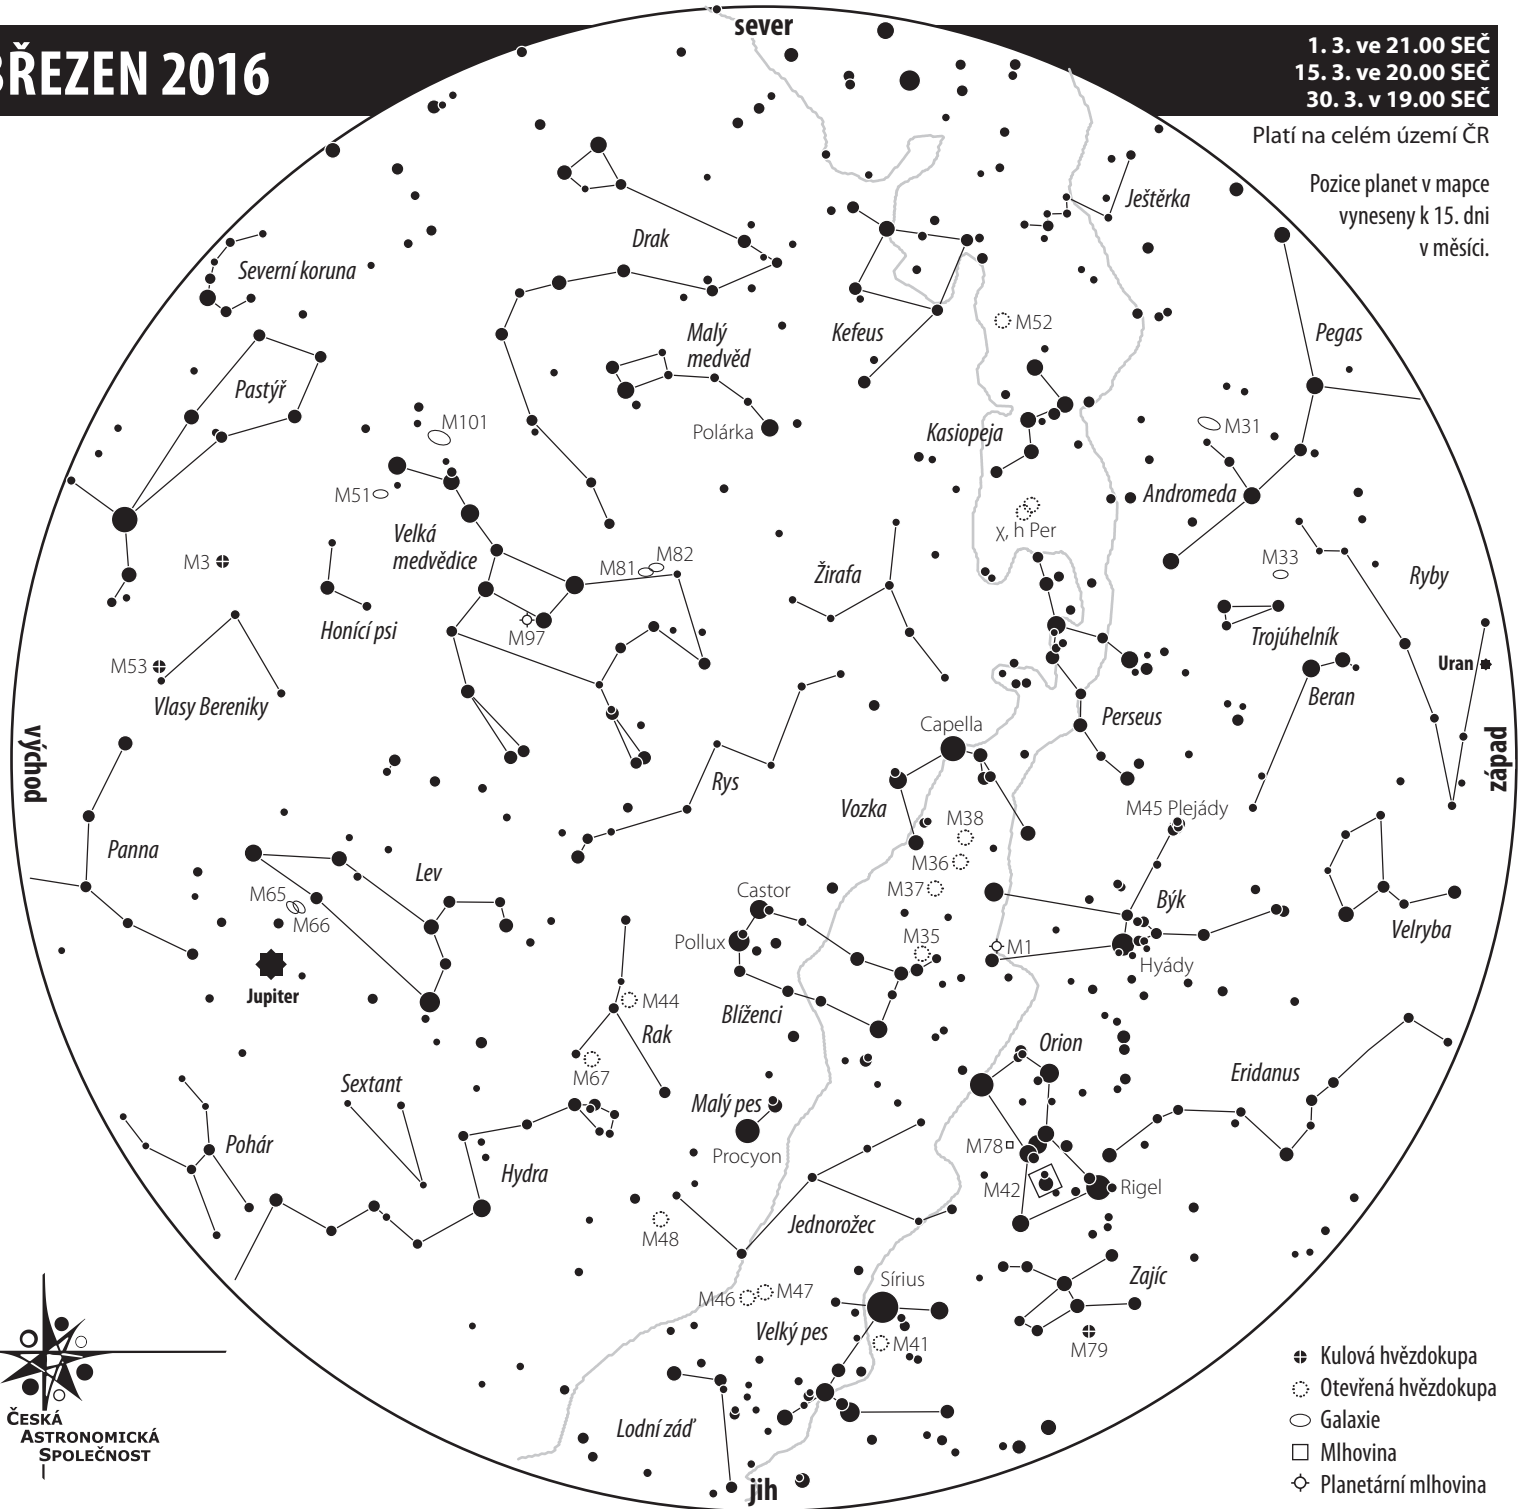 BŘEZEN 2016
sever
1. 3. ve 21.00 SEČ
15. 3. ve 20.00 SEČ
30. 3. v 19.00 SEČ
Platí na celém území ČR
Pozice planet v mapce
vyneseny k 15. dni
v měsíci.
Ještěrka
Drak
Severní koruna
M52
Kefeus
Malý
medvěd
Pegas
Pastýř
M101
M31
Polárka
Kasiopeja
M51
Andromeda
χ, h Per
Velká
medvědice
M3
M81
M82
M33
Žirafa
Ryby
Honící psi
M97
Trojúhelník
M53
Uran
Vlasy Bereniky
Beran
Perseus
Capella
východ
západ
Rys
Vozka
M45 Plejády
M38
Panna
M36
Lev
M37
Castor
M65
M66
Býk
Velryba
Pollux
M35
M1
Hyády
Jupiter
M44
Blíženci
Rak
Orion
M67
Sextant
Eridanus
Malý pes
Pohár
M78
Procyon
Hydra
M42
Rigel
Jednorožec
M48
Sírius
Zajíc
M46
M47
Velký pes
M41
M79
Lodní záď
jih
Kulová hvězdokupa
Otevřená hvězdokupa
Galaxie
Mlhovina
Planetární mlhovina
ČESKÁ
ASTRONOMICKÁ
SPOLEČNOST